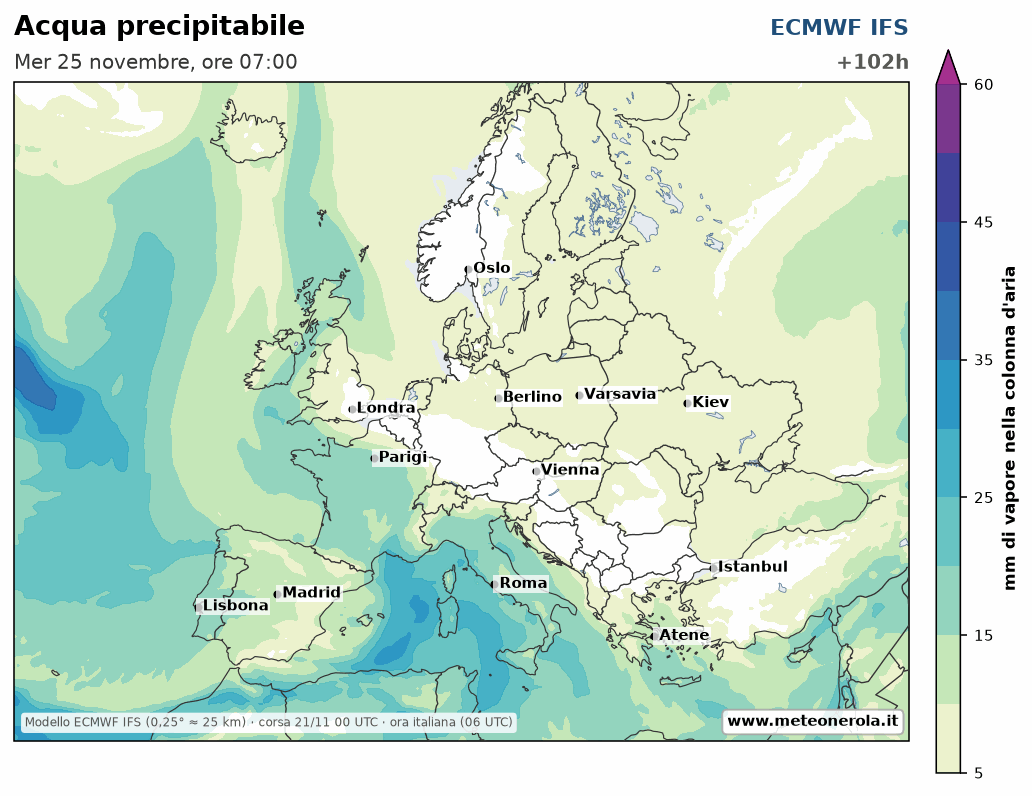 Acqua precipitabile
ECMWF IFS
Mer 25 novembre, ore 07:00
+102h
60
45
35
25
15
5
mm di vapore nella colonna d'aria
Oslo
Berlino
Varsavia
Kiev
Londra
Parigi
Vienna
Istanbul
Roma
Madrid
Lisbona
Atene
Modello ECMWF IFS (0,25° ≈ 25 km) · corsa 21/11 00 UTC · ora italiana (06 UTC)
www.meteonerola.it